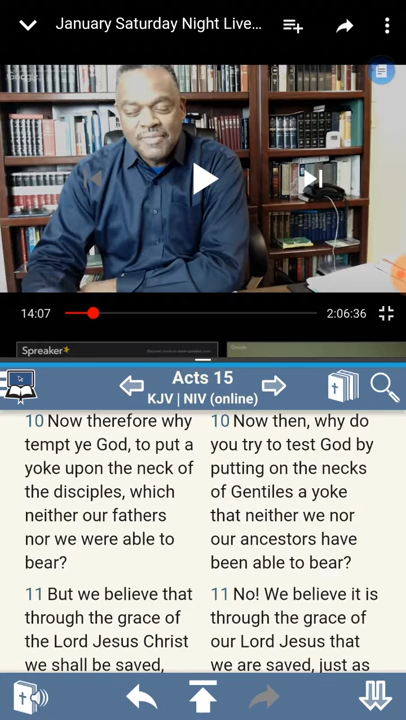 January Saturday Night Live...
Google
14:07
2:06:36
Spreaker
Google
Acts 15
KJV | NIV (online)
10 Now therefore why
tempt ye God, to put a
yoke upon the neck of
the disciples, which
neither our fathers
nor we were able to
bear?
11 But we believe that
through the grace of
the Lord Jesus Christ
we shall be saved,
10 Now then, why do
you try to test God by
putting on the necks
of Gentiles a yoke
that neither we nor
our ancestors have
been able to bear?
11 No! We believe it is
through the grace of
our Lord Jesus that
we are saved, just as